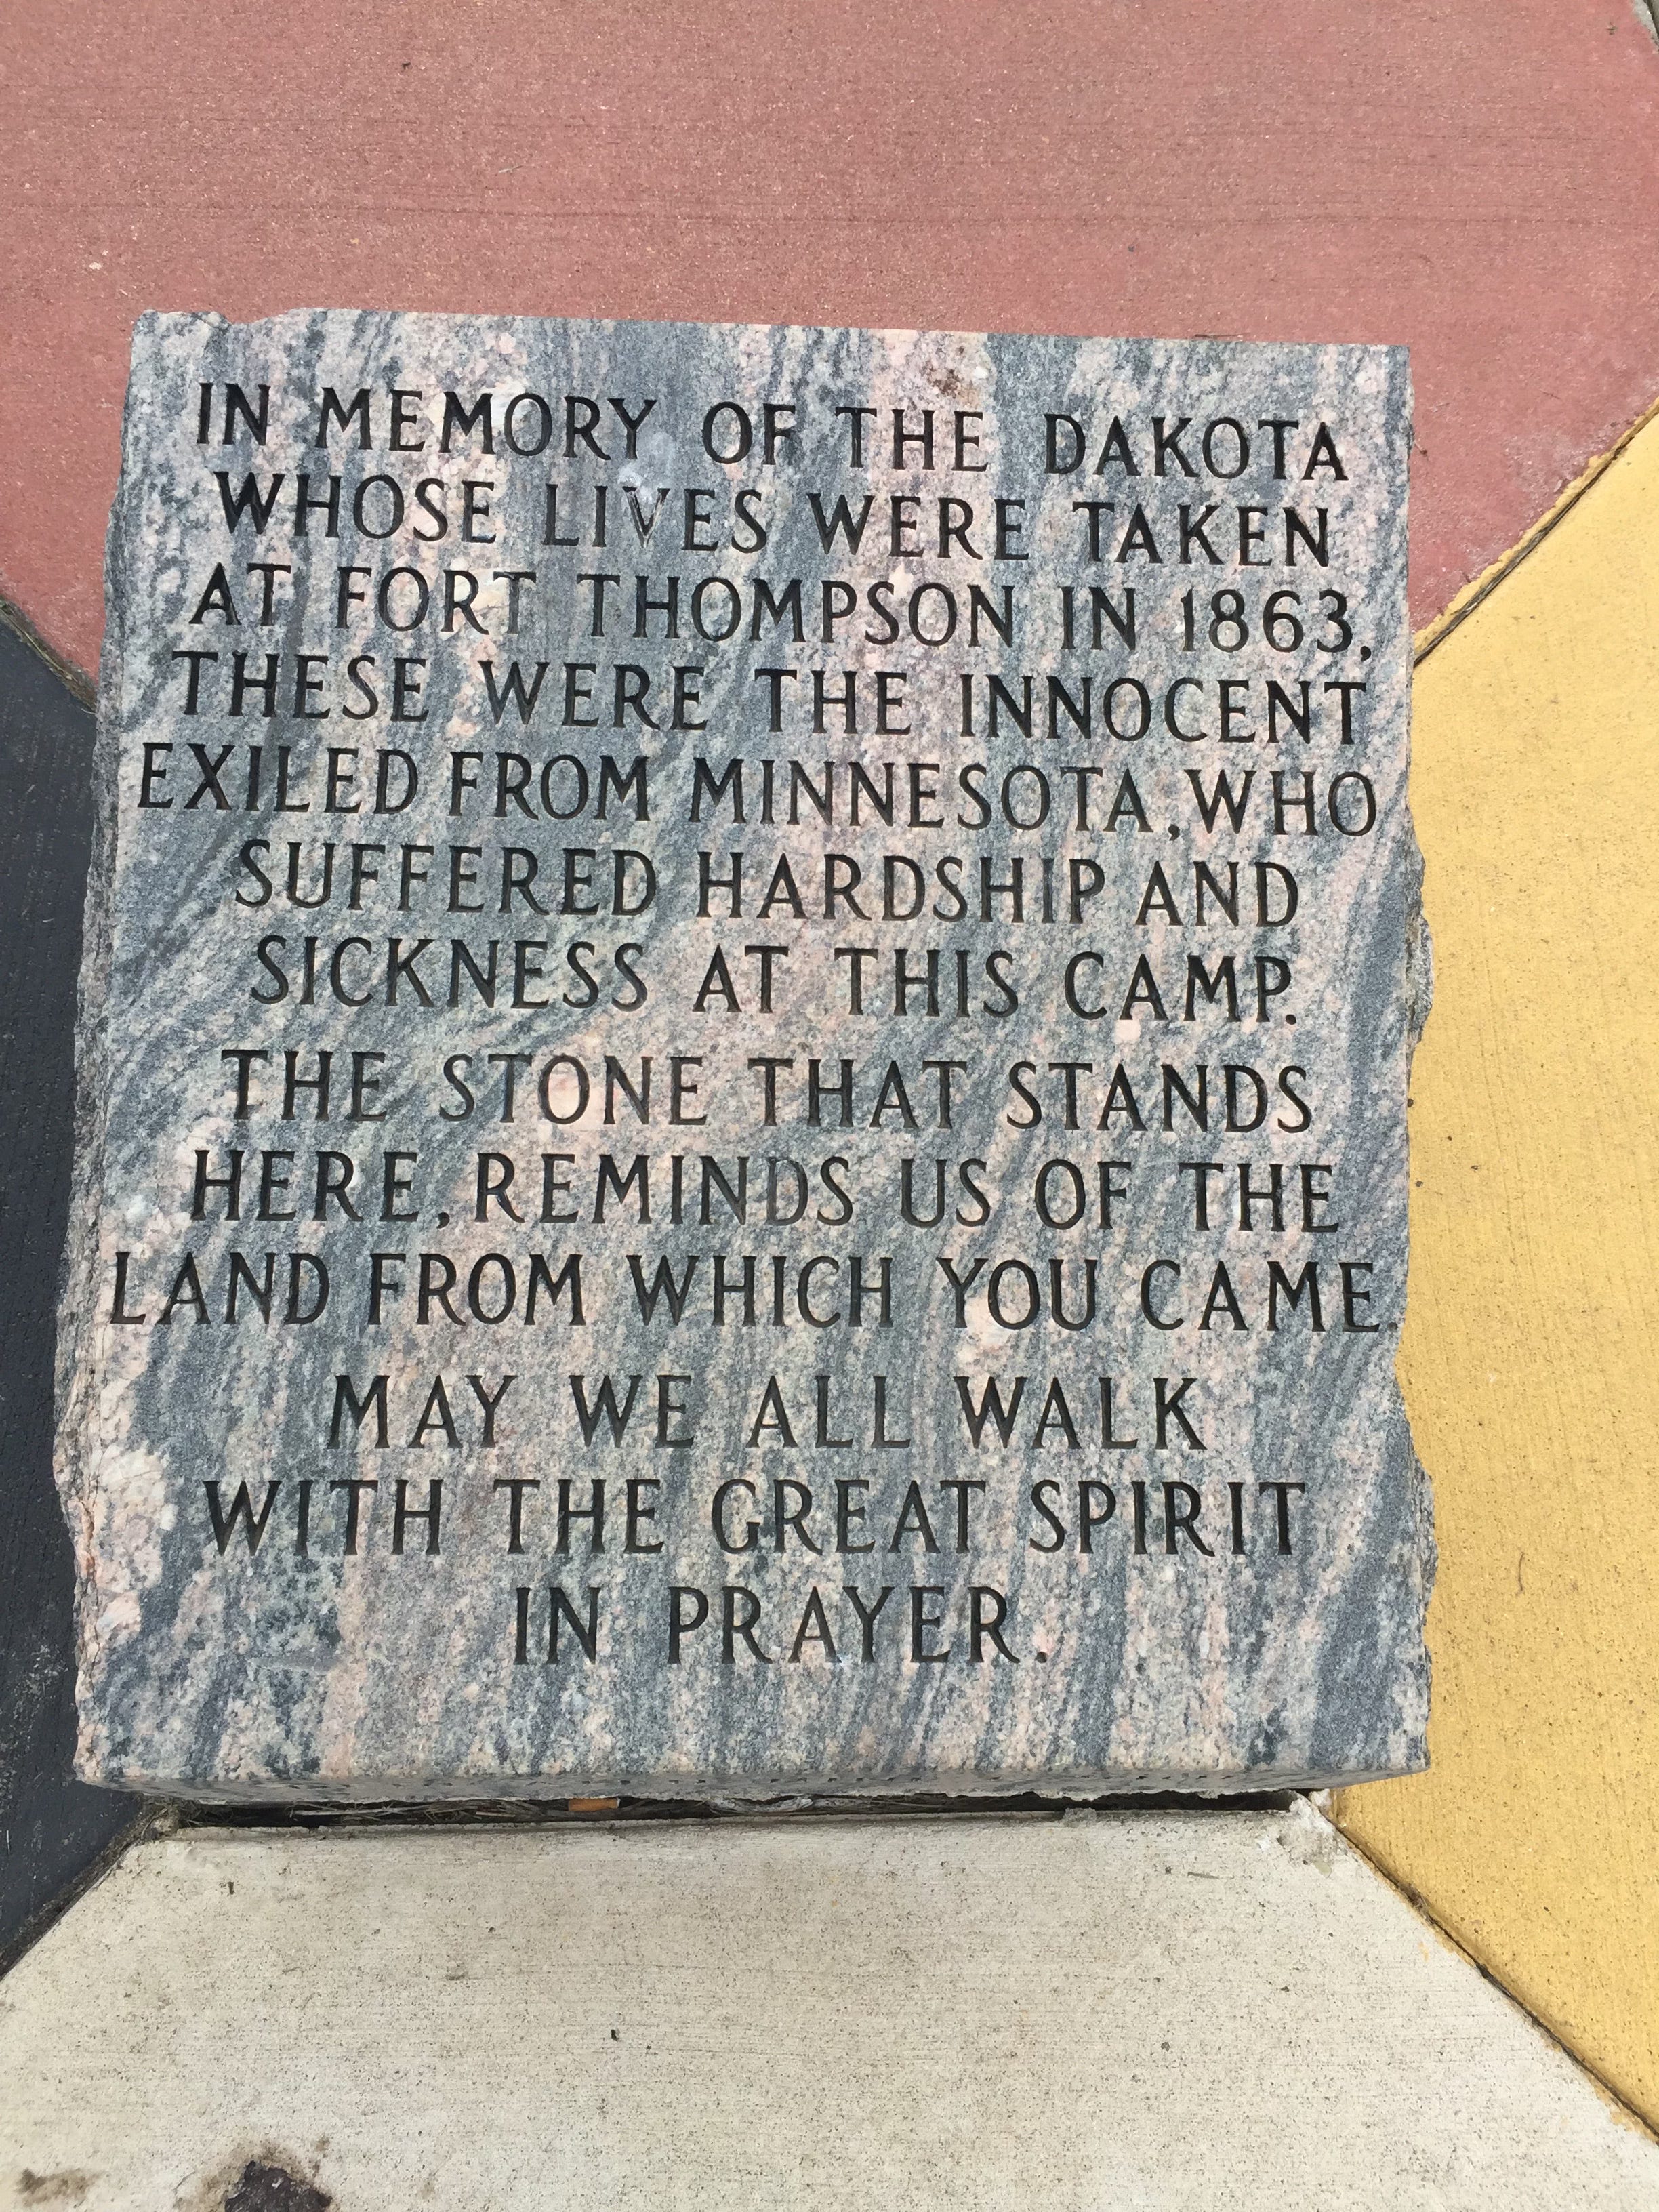 IN MEMORY OF THE DAKOTA
WHOSE LIVES WERE TAKEN
AT FORT THOMPSON IN 1863,
THESE WERE THE INNOCENT
EXILED FROM MINNESOTA, WHO
SUFFERED HARDSHIP AND
SICKNESS AT THIS CAMP.
THE STONE THAT STANDS
HERE, REMINDS US OF THE
LAND FROM WHICH YOU CAME.
MAY WE ALL WALK
WITH THE GREAT SPIRIT
IN PRAYER.